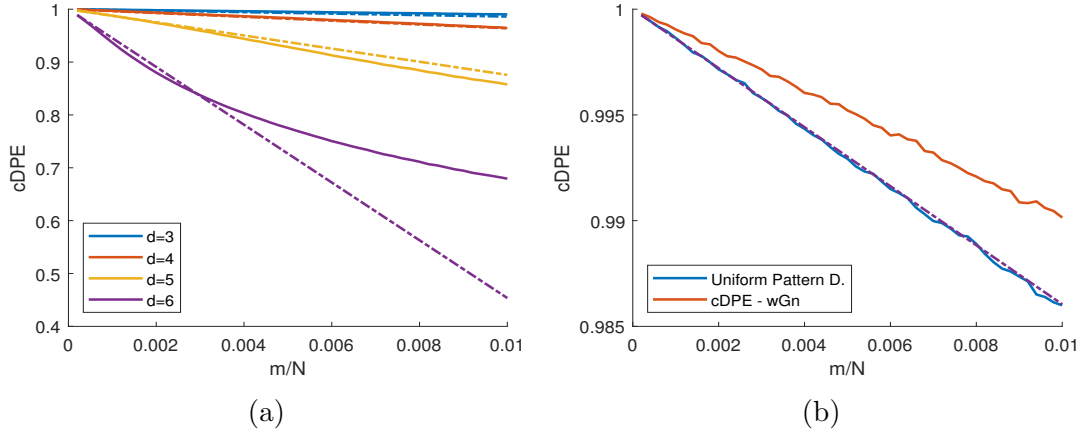 1
0.9
0.8
0.7
0.6
0.5
0.4
cDPE
d=3
d=4
d=5
d=6
0
0.002
0.004
0.006
0.008
0.01
m/N
(a)
1
0.995
0.99
0.985
cDPE
Uniform Pattern D.
cDPE - wGn
0
0.002
0.004
0.006
0.008
0.01
m/N
(b)